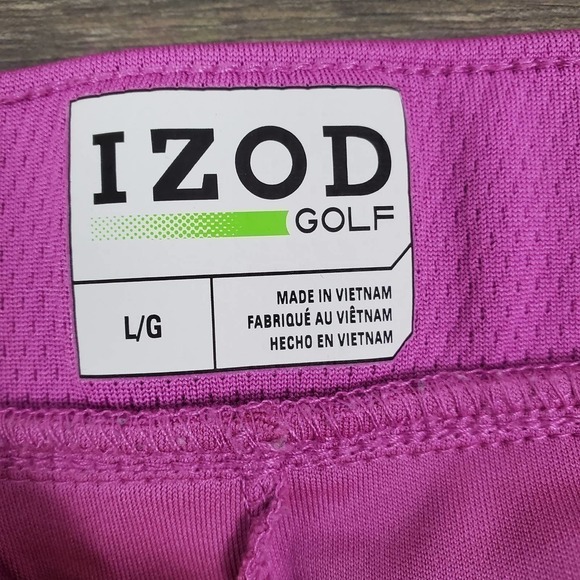 IZOD
GOLF
L/G
MADE IN VIETNAM
FABRIQUÉ AU VIÊTNAM
HECHO EN VIETNAM